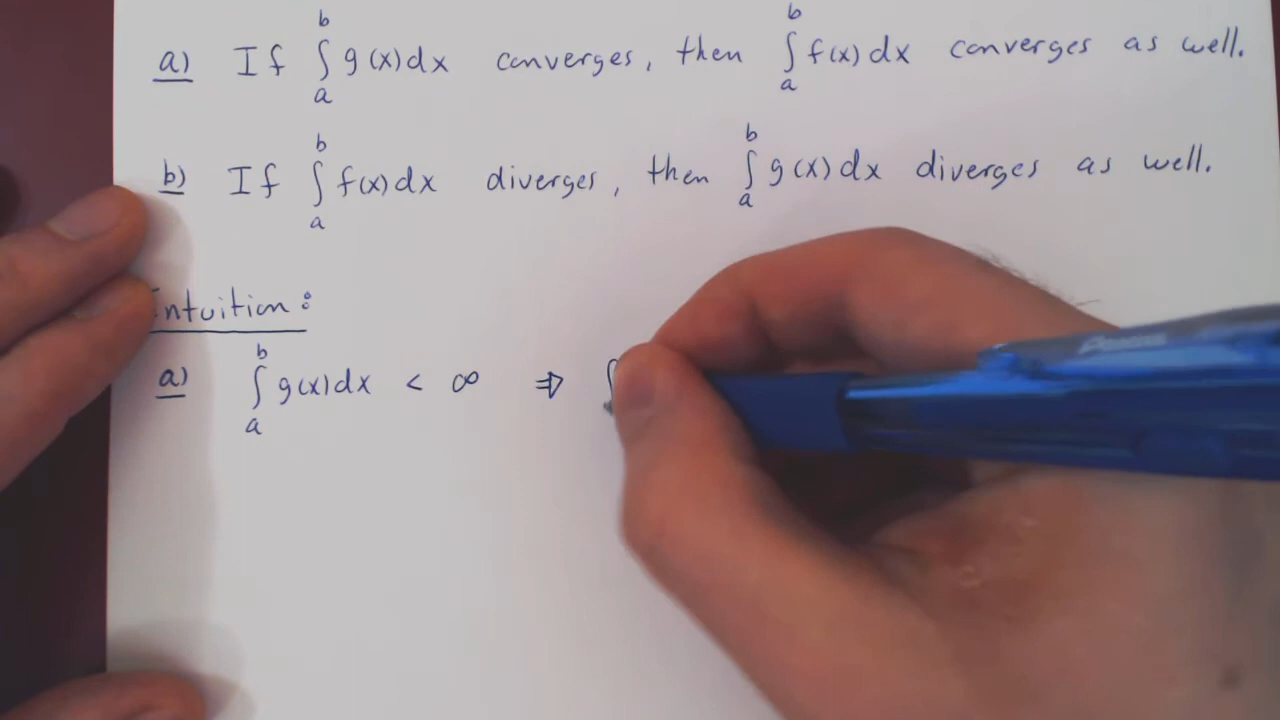 a) If ∫_a^b g(x)dx converges, then ∫_a^b f(x)dx converges as well.
b) If ∫_a^b f(x)dx diverges, then ∫_a^b g(x)dx diverges as well.
Intuition:
a) ∫_a^b g(x)dx < ∞ ⇒ ∫